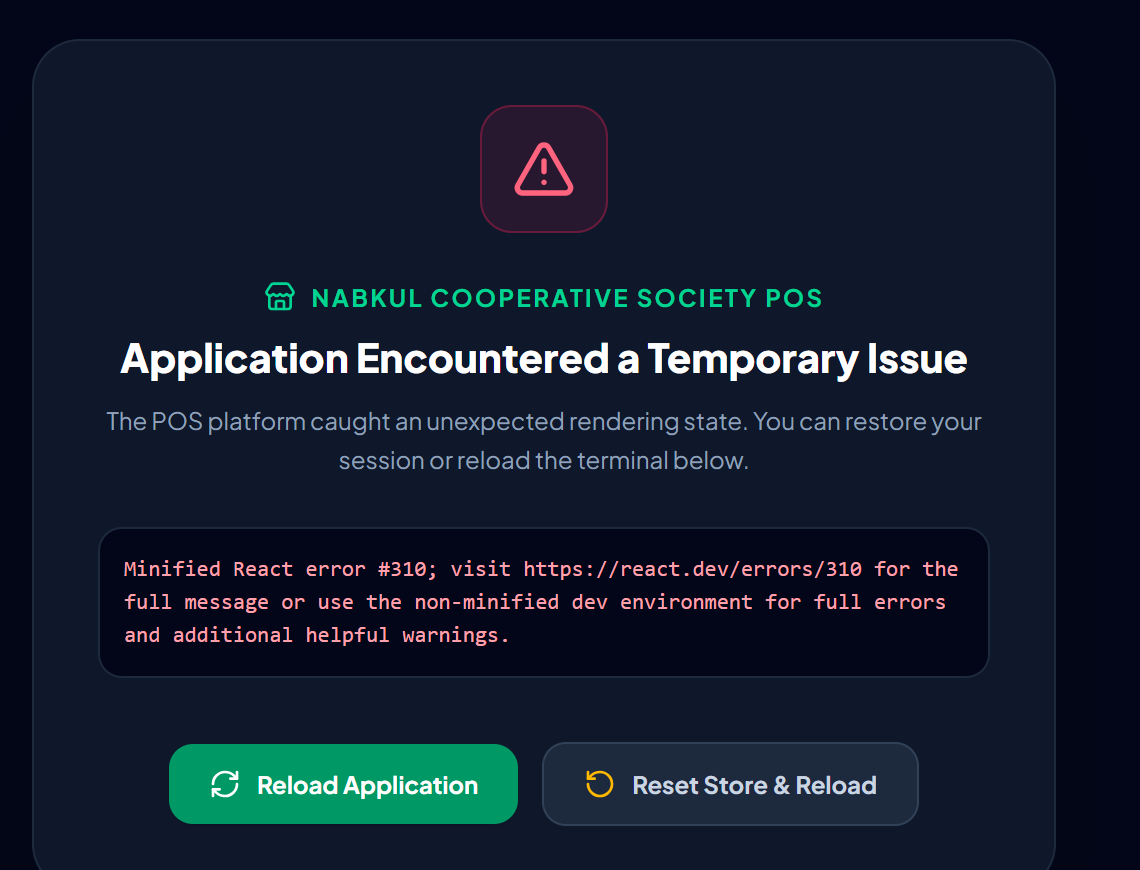 NABKUL COOPERATIVE SOCIETY POS
Application Encountered a Temporary Issue
The POS platform caught an unexpected rendering state. You can restore your
session or reload the terminal below.
Minified React error #310; visit https://react.dev/errors/310 for the
full message or use the non-minified dev environment for full errors
and additional helpful warnings.
Reload Application
Reset Store & Reload